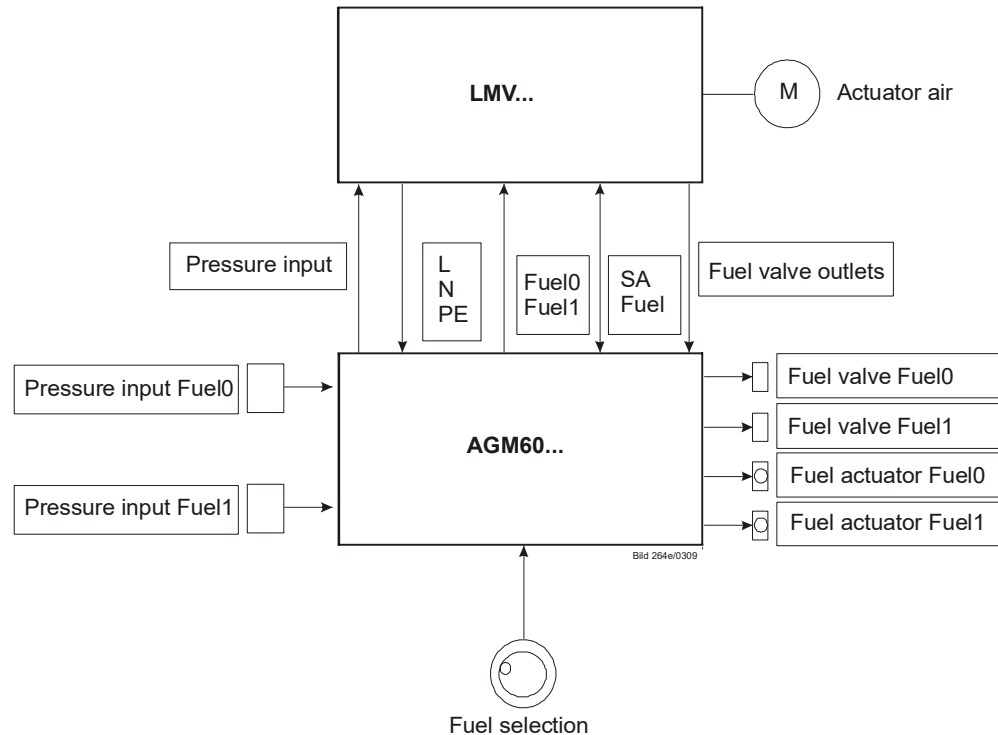 LMV...
M
Actuator air
Pressure input
L
N
PE
Fuel0
Fuel1
SA
Fuel
Fuel valve outlets
Pressure input Fuel0
Pressure input Fuel1
AGM60...
Fuel valve Fuel0
Fuel valve Fuel1
Fuel actuator Fuel0
Fuel actuator Fuel1
Bild 264e/0309
Fuel selection